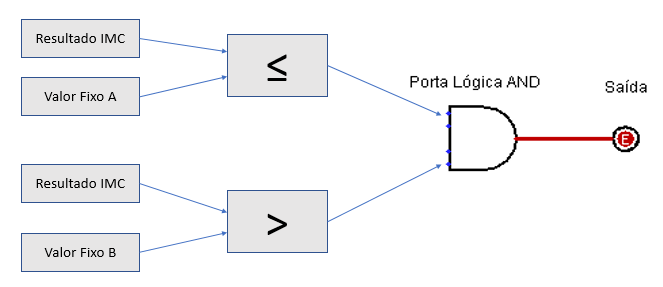 Resultado IMC
≤
Valor Fixo A
Porta Lógica AND
Saída
E
Resultado IMC
>
Valor Fixo B